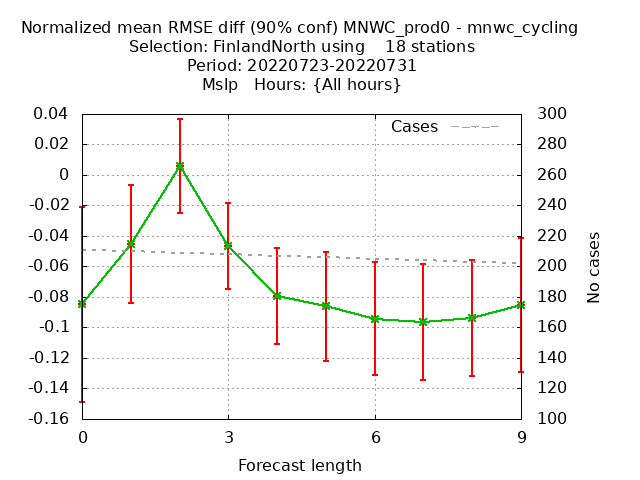 Normalized mean RMSE diff (90% conf) MNWC_prod0 - mnwc_cycling
Selection: FinlandNorth using    18 stations
Period: 20220723-20220731
Mslp   Hours: {All hours}
Cases
0.04
0.02
0
-0.02
-0.04
-0.06
-0.08
-0.1
-0.12
-0.14
-0.16
300
280
260
240
220
200
180
160
140
120
100
No cases
0 3 6 9
Forecast length